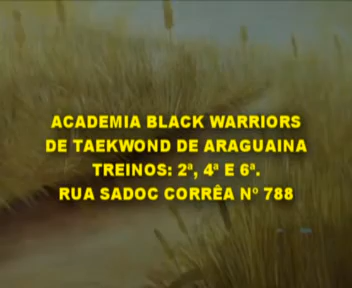 ACADEMIA BLACK WARRIORS
DE TAEKWOND DE ARAGUAINA
TREINOS: 2ª, 4ª E 6ª.
RUA SADOC CORRÊA Nº 788